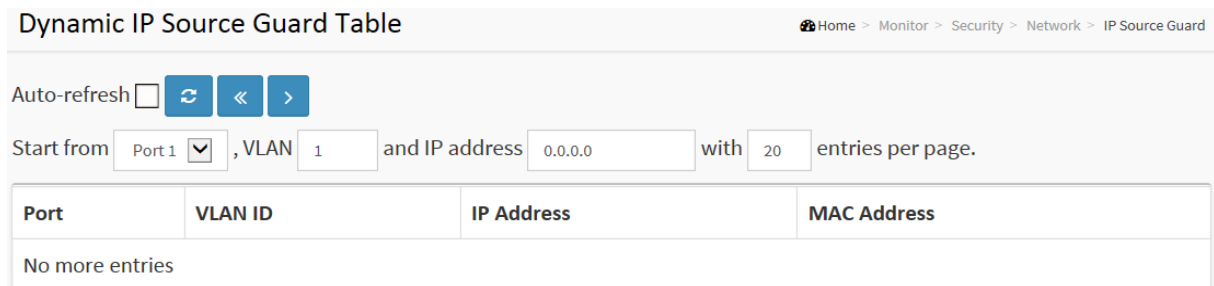 Dynamic IP Source Guard Table
Home > Monitor > Security > Network > IP Source Guard
Auto-refresh
Start from Port 1 , VLAN 1 and IP address 0.0.0.0 with 20 entries per page.
Port VLAN ID IP Address MAC Address
No more entries